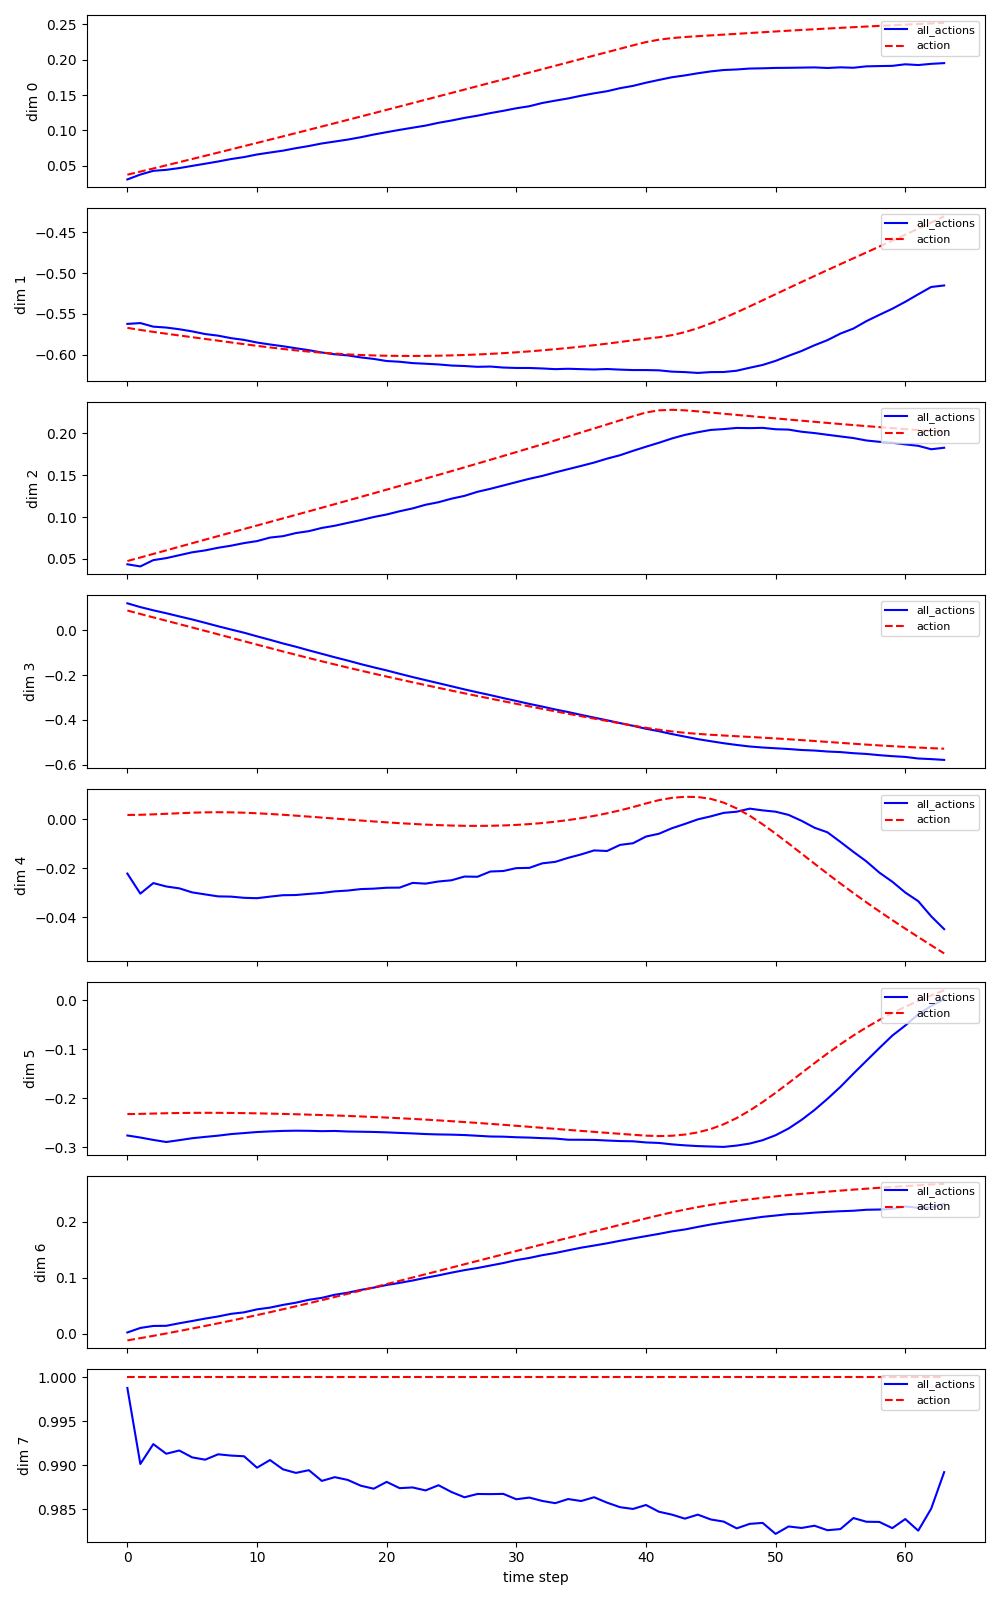 0.25
0.20
0.15
0.10
0.05
dim 0
all_actions
action
−0.45
−0.50
−0.55
−0.60
dim 1
all_actions
action
0.20
0.15
0.10
0.05
dim 2
all_actions
action
0.0
−0.2
−0.4
−0.6
dim 3
all_actions
action
0.00
−0.02
−0.04
dim 4
all_actions
action
0.0
−0.1
−0.2
−0.3
dim 5
all_actions
action
0.2
0.1
0.0
dim 6
all_actions
action
1.000
0.995
0.990
0.985
dim 7
all_actions
action
0 10 20 30 40 50 60
time step